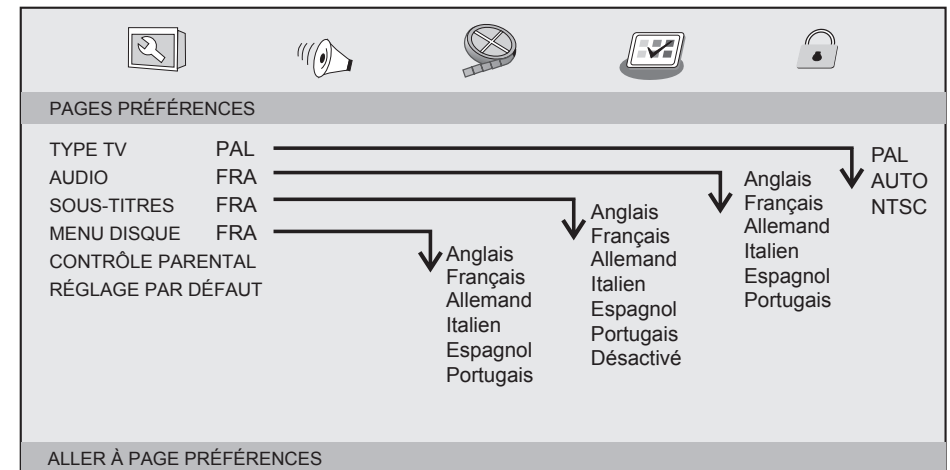 PAGES PRÉFÉRENCES
TYPE TV PAL
AUDIO FRA
SOUS-TITRES FRA
MENU DISQUE FRA
CONTRÔLE PARENTAL
RÉGLAGE PAR DÉFAUT
Anglais
Français
Allemand
Italien
Espagnol
Portugais
Anglais
Français
Allemand
Italien
Espagnol
Portugais
Désactivé
Anglais
Français
Allemand
Italien
Espagnol
Portugais
PAL
AUTO
NTSC
ALLER À PAGE PRÉFÉRENCES